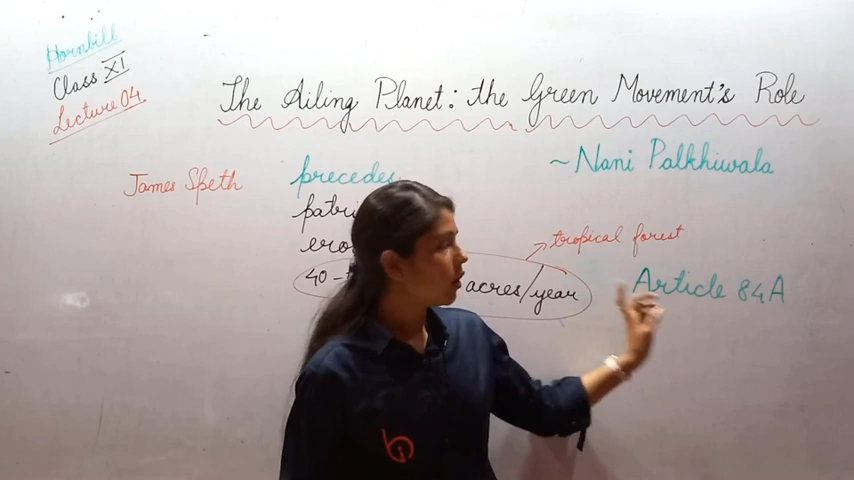 Hornbill
Class XI
Lecture 04
The Ailing Planet: the Green Movement's Role
~ Nani Palkhiwala
James Speth
precedes
tropical forest
40 - acres/year
Article 84A